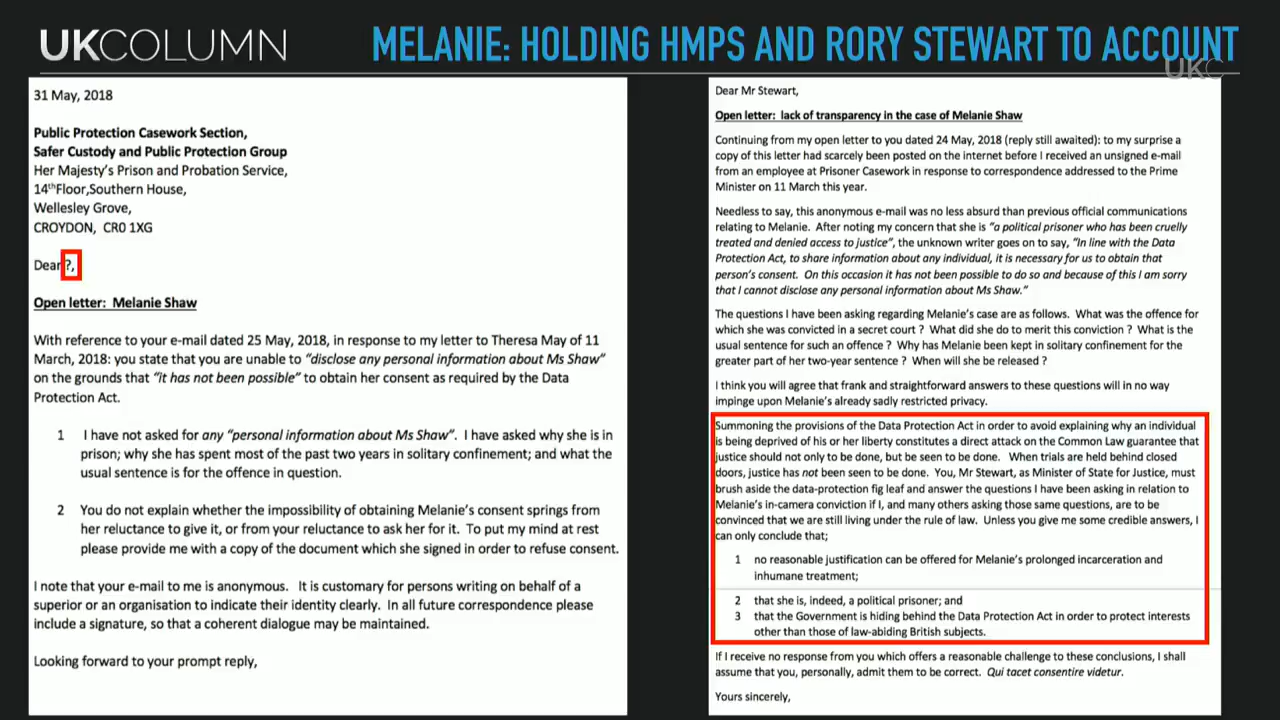 UKCOLUMN
MELANIE: HOLDING HMPS AND RORY STEWART TO ACCOUNT
UKC
31 May, 2018
Public Protection Casework Section,
Safer Custody and Public Protection Group
Her Majesty's Prison and Probation Service,
14thFloor,Southern House,
Wellesley Grove,
CROYDON, CR0 1XG
Dear ?,
Open letter: Melanie Shaw
With reference to your e-mail dated 25 May, 2018, in response to my letter to Theresa May of 11
March, 2018: you state that you are unable to "disclose any personal information about Ms Shaw"
on the grounds that "it has not been possible" to obtain her consent as required by the Data
Protection Act.
1 I have not asked for any "personal information about Ms Shaw". I have asked why she is in
prison; why she has spent most of the past two years in solitary confinement; and what the
usual sentence is for the offence in question.
2 You do not explain whether the impossibility of obtaining Melanie's consent springs from
her reluctance to give it, or from your reluctance to ask her for it. To put my mind at rest
please provide me with a copy of the document which she signed in order to refuse consent.
I note that your e-mail to me is anonymous. It is customary for persons writing on behalf of a
superior or an organisation to indicate their identity clearly. In all future correspondence please
include a signature, so that a coherent dialogue may be maintained.
Looking forward to your prompt reply,
Dear Mr Stewart,
Open letter: lack of transparency in the case of Melanie Shaw
Continuing from my open letter to you dated 24 May, 2018 (reply still awaited): to my surprise a
copy of this letter had scarcely been posted on the internet before I received an unsigned e-mail
from an employee at Prisoner Casework in response to correspondence addressed to the Prime
Minister on 11 March this year.
Needless to say, this anonymous e-mail was no less absurd than previous official communications
relating to Melanie. After noting my concern that she is "a political prisoner who has been cruelly
treated and denied access to justice", the unknown writer goes on to say, "In line with the Data
Protection Act, to share information about any individual, it is necessary for us to obtain that
person's consent. On this occasion it has not been possible to do so and because of this I am sorry
that I cannot disclose any personal information about Ms Shaw."
The questions I have been asking regarding Melanie's case are as follows. What was the offence for
which she was convicted in a secret court ? What did she do to merit this conviction ? What is the
usual sentence for such an offence ? Why has Melanie been kept in solitary confinement for the
greater part of her two-year sentence ? When will she be released ?
I think you will agree that frank and straightforward answers to these questions will in no way
impinge upon Melanie's already sadly restricted privacy.
Summoning the provisions of the Data Protection Act in order to avoid explaining why an individual
is being deprived of his or her liberty constitutes a direct attack on the Common Law guarantee that
justice should not only to be done, but be seen to be done. When trials are held behind closed
doors, justice has not been seen to be done. You, Mr Stewart, as Minister of State for Justice, must
brush aside the data-protection fig leaf and answer the questions I have been asking in relation to
Melanie's in-camera conviction if I, and many others asking those same questions, are to be
convinced that we are still living under the rule of law. Unless you give me some credible answers, I
can only conclude that;
1 no reasonable justification can be offered for Melanie's prolonged incarceration and
inhumane treatment;
2 that she is, indeed, a political prisoner; and
3 that the Government is hiding behind the Data Protection Act in order to protect interests
other than those of law-abiding British subjects.
If I receive no response from you which offers a reasonable challenge to these conclusions, I shall
assume that you, personally, admit them to be correct. Qui tacet consentire videtur.
Yours sincerely,